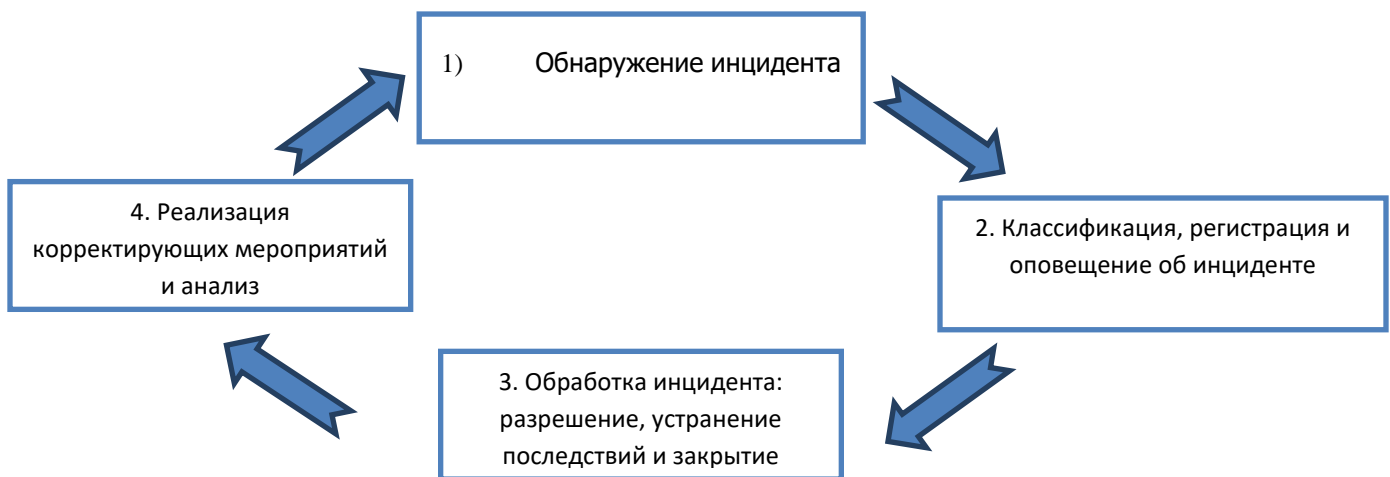 1) Обнаружение инцидента
2. Классификация, регистрация и
оповещение об инциденте
3. Обработка инцидента:
разрешение, устранение
последствий и закрытие
4. Реализация
корректирующих мероприятий
и анализ